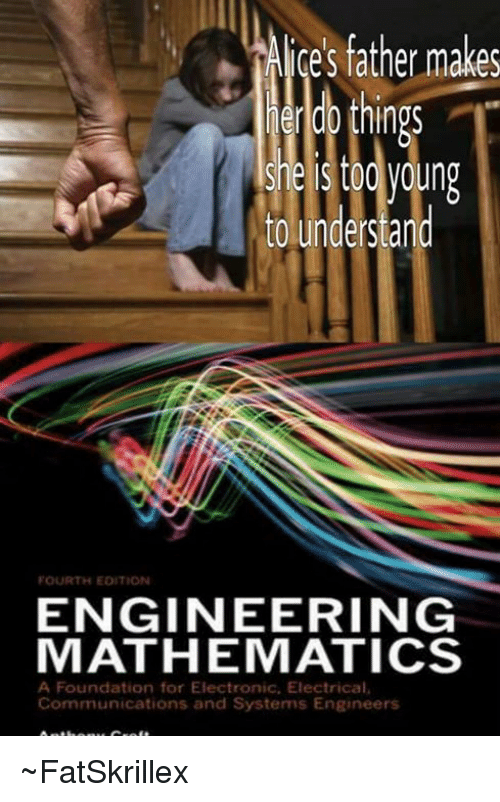 Alice's father makes
her do things
she is too young
to understand
FOURTH EDITION
ENGINEERING
MATHEMATICS
A Foundation for Electronic, Electrical,
Communications and Systems Engineers
~FatSkrillex